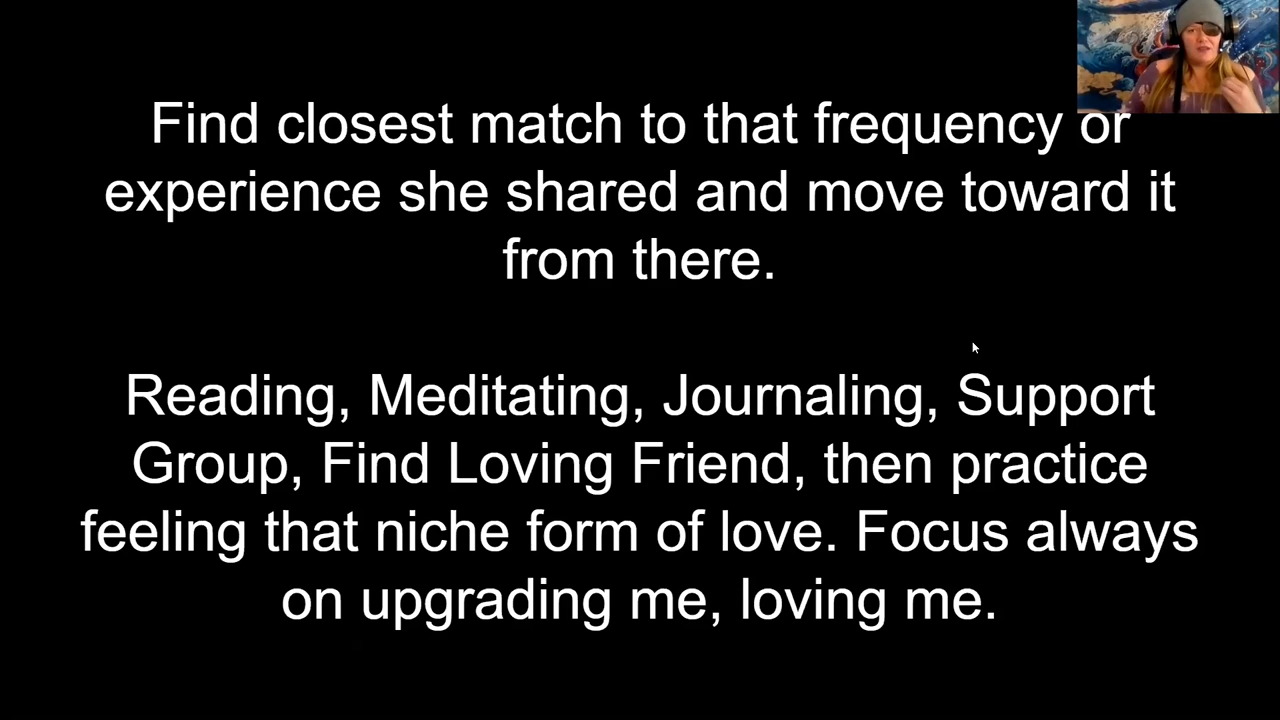 Find closest match to that frequency or
experience she shared and move toward it
from there.
Reading, Meditating, Journaling, Support
Group, Find Loving Friend, then practice
feeling that niche form of love. Focus always
on upgrading me, loving me.